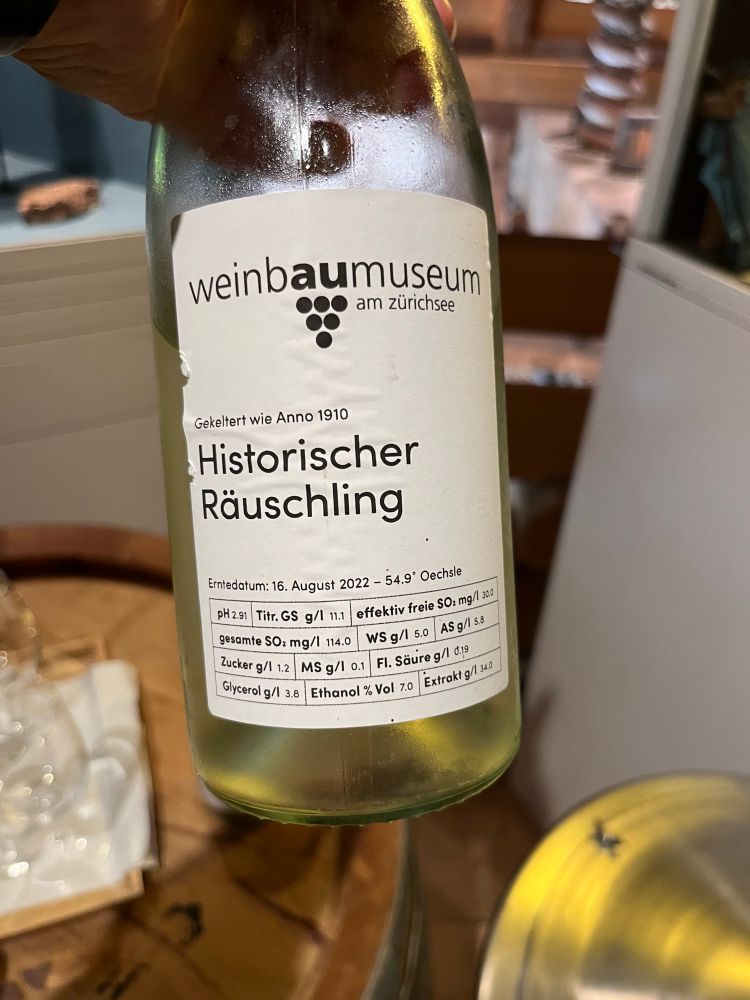 weinbaumuseum
am zürichsee
Gekeltert wie Anno 1910
Historischer
Räuschling
Erntedatum: 16. August 2022 – 54.9° Oechsle
pH 2.91 Titr. GS g/l 11.1 effektiv freie SO₂ mg/l 30.0
gesamte SO₂ mg/l 114.0 WS g/l 5.0 AS g/l 5.8
Zucker g/l 1.2 MS g/l 0.1 Fl. Säure g/l 0.19
Glycerol g/l 3.8 Ethanol % Vol 7.0 Extrakt g/l 34.0